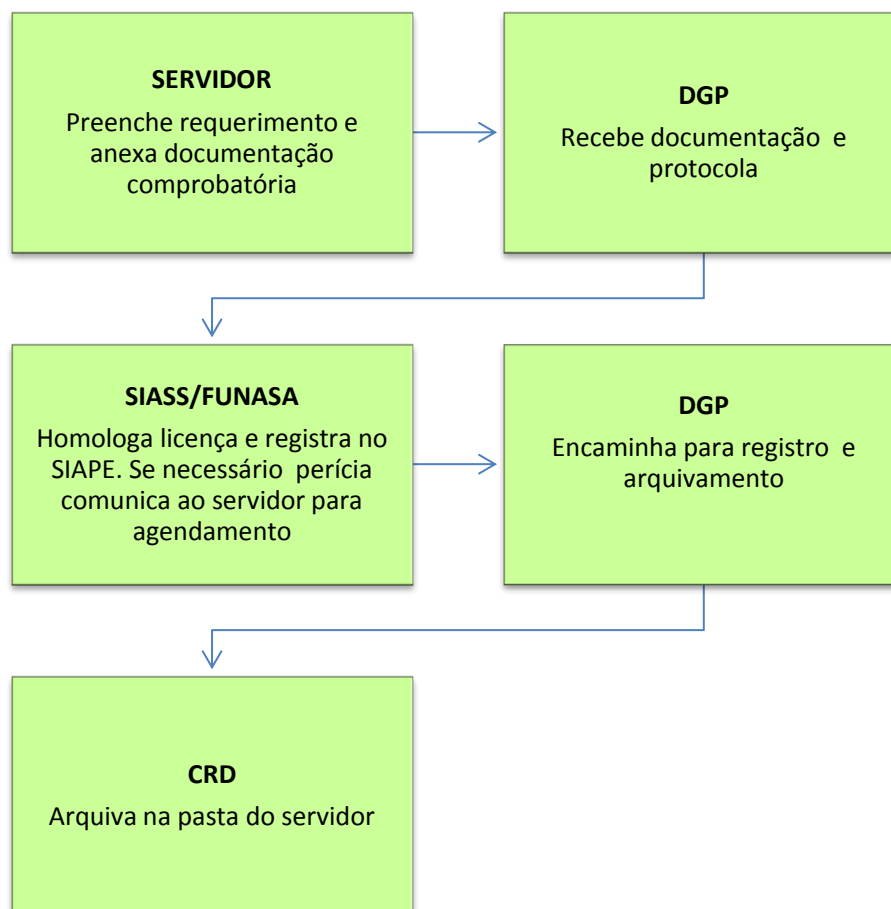 SERVIDOR
Preenche requerimento e
anexa documentação
comprobatória
DGP
Recebe documentação e
protocola
SIASS/FUNASA
Homologa licença e registra no
SIAPE. Se necessário perícia
comunica ao servidor para
agendamento
DGP
Encaminha para registro e
arquivamento
CRD
Arquiva na pasta do servidor